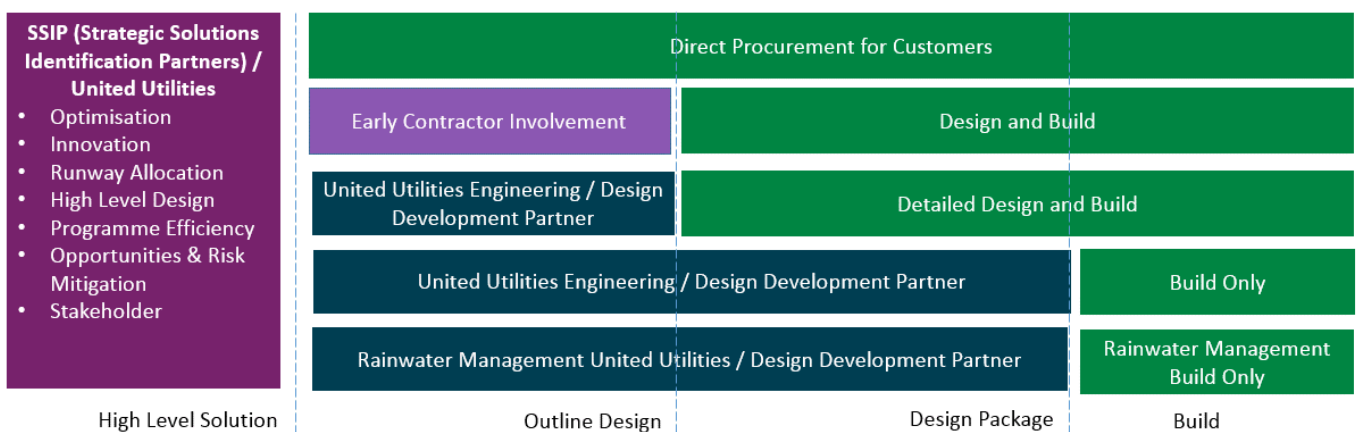 SSIP (Strategic Solutions
Identification Partners) /
United Utilities
• Optimisation
• Innovation
• Runway Allocation
• High Level Design
• Programme Efficiency
• Opportunities & Risk
Mitigation
• Stakeholder
Direct Procurement for Customers
Early Contractor Involvement
Design and Build
United Utilities Engineering / Design
Development Partner
Detailed Design and Build
United Utilities Engineering / Design Development Partner
Build Only
Rainwater Management United Utilities / Design Development Partner
Rainwater Management
Build Only
High Level Solution
Outline Design
Design Package
Build